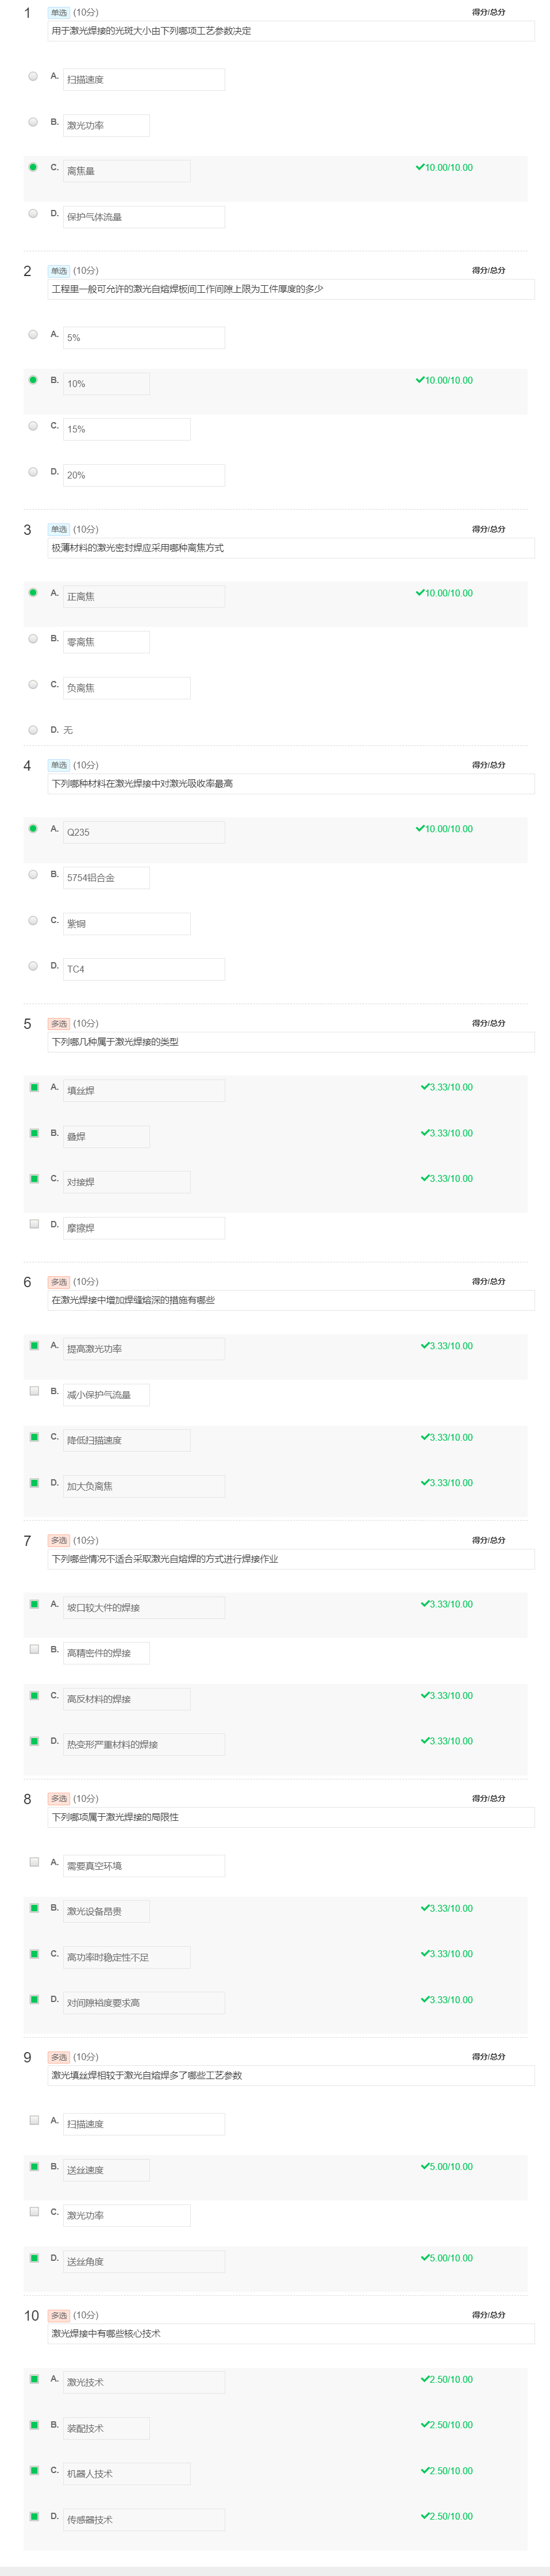 1 单选 (10分) 得分/总分
用于激光焊接的光斑大小由下列哪项工艺参数决定
A. 扫描速度
B. 激光功率
C. 离焦量 10.00/10.00
D. 保护气体流量
2 单选 (10分) 得分/总分
工程里一般可允许的激光自熔焊板间工作间隙上限为工件厚度的多少
A. 5%
B. 10% 10.00/10.00
C. 15%
D. 20%
3 单选 (10分) 得分/总分
极薄材料的激光密封焊应采用哪种离焦方式
A. 正离焦 10.00/10.00
B. 零离焦
C. 负离焦
D. 无
4 单选 (10分) 得分/总分
下列哪种材料在激光焊接中对激光吸收率最高
A. Q235 10.00/10.00
B. 5754铝合金
C. 紫铜
D. TC4
5 多选 (10分) 得分/总分
下列哪几种属于激光焊接的类型
A. 填丝焊 3.33/10.00
B. 叠焊 3.33/10.00
C. 对接焊 3.33/10.00
D. 摩擦焊
6 多选 (10分) 得分/总分
在激光焊接中增加焊缝熔深的措施有哪些
A. 提高激光功率 3.33/10.00
B. 减小保护气流量
C. 降低扫描速度 3.33/10.00
D. 加大负离焦 3.33/10.00
7 多选 (10分) 得分/总分
下列哪些情况不适合采取激光自熔焊的方式进行焊接作业
A. 坡口较大件的焊接 3.33/10.00
B. 高精密件的焊接
C. 高反材料的焊接 3.33/10.00
D. 热变形严重材料的焊接 3.33/10.00
8 多选 (10分) 得分/总分
下列哪项属于激光焊接的局限性
A. 需要真空环境
B. 激光设备昂贵 3.33/10.00
C. 高功率时稳定性不足 3.33/10.00
D. 对间隙裕度要求高 3.33/10.00
9 多选 (10分) 得分/总分
激光填丝焊相较于激光自熔焊多了哪些工艺参数
A. 扫描速度
B. 送丝速度 5.00/10.00
C. 激光功率
D. 送丝角度 5.00/10.00
10 多选 (10分) 得分/总分
激光焊接中有哪些核心技术
A. 激光技术 2.50/10.00
B. 装配技术 2.50/10.00
C. 机器人技术 2.50/10.00
D. 传感器技术 2.50/10.00